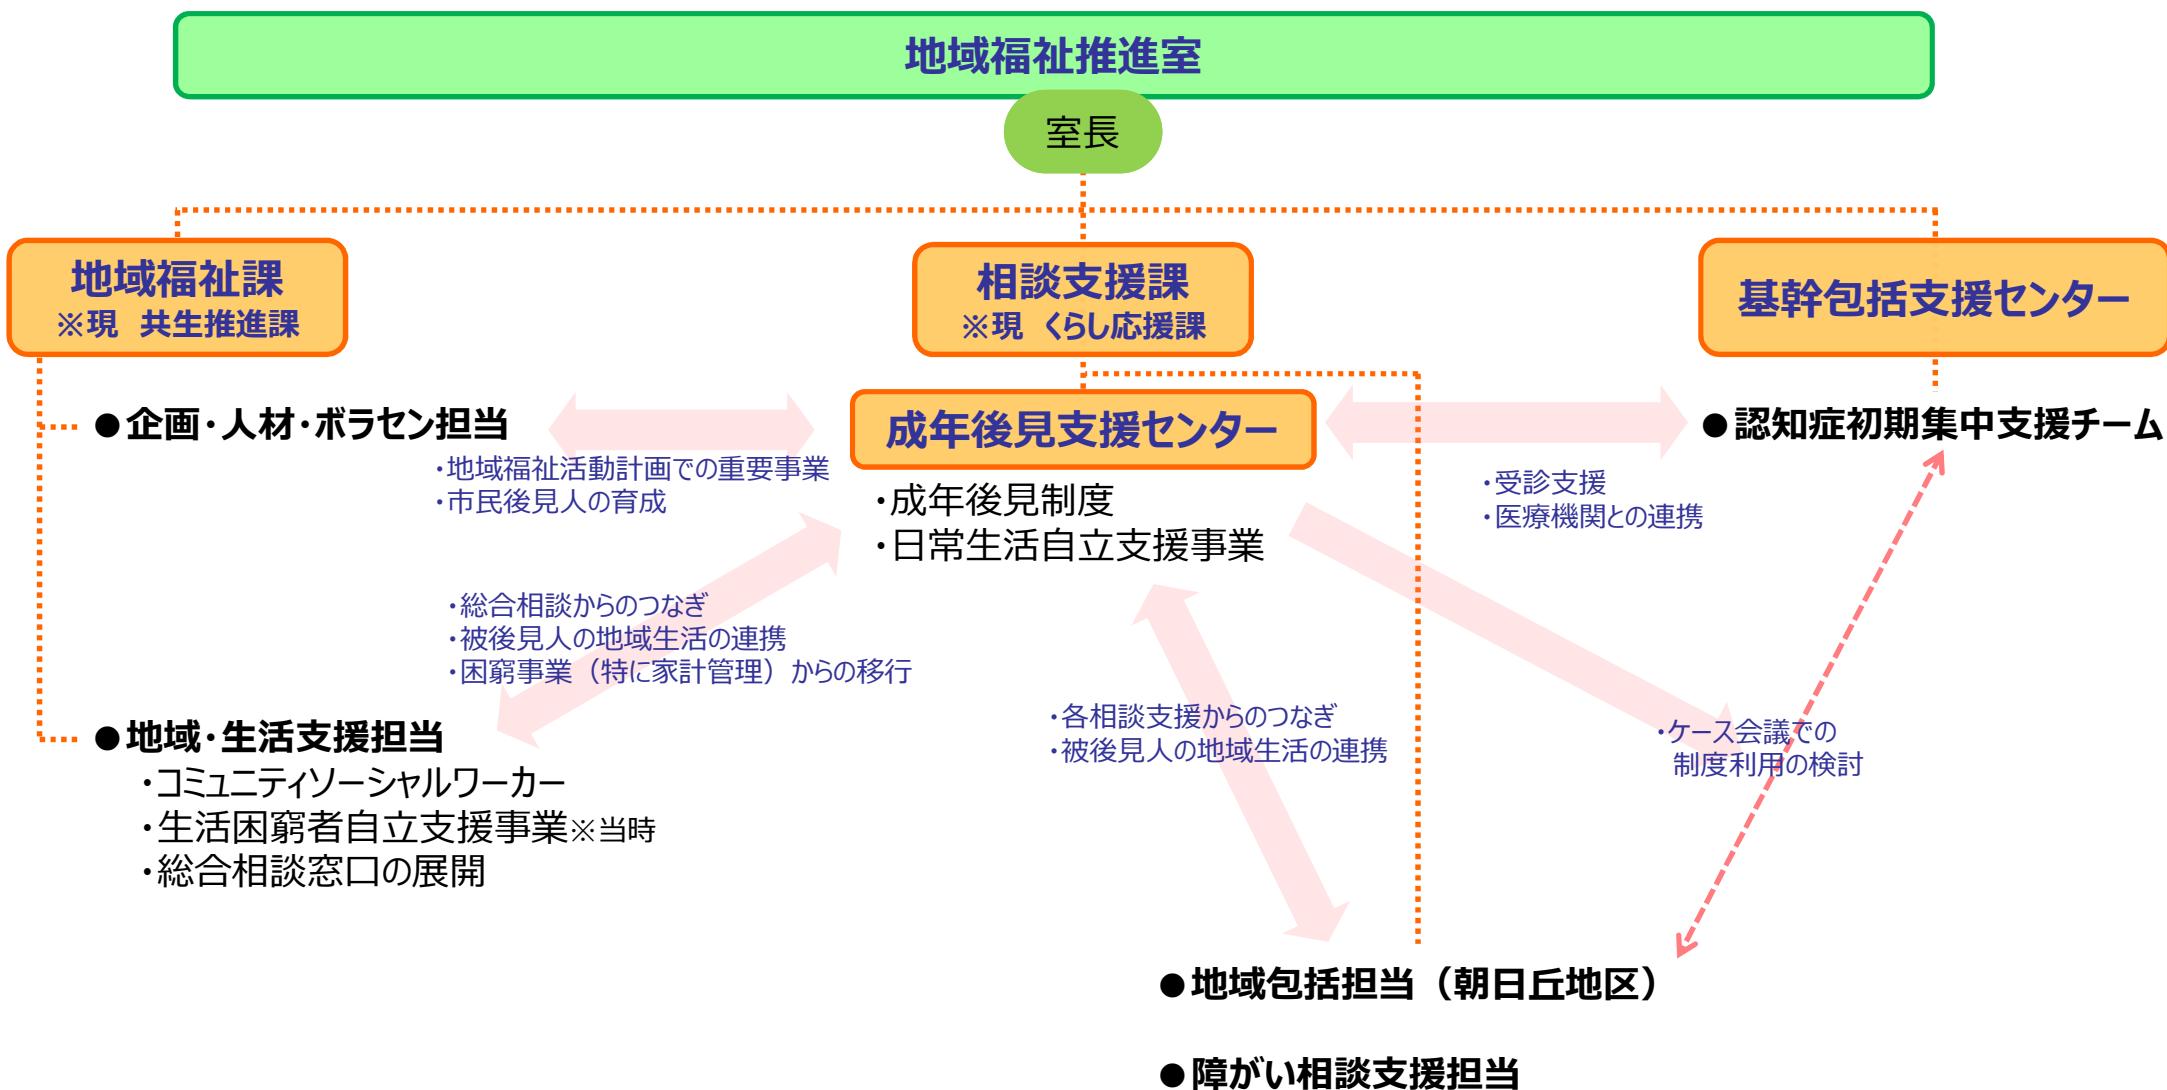 地域福祉推進室
室長
地域福祉課
※現　共生推進課
相談支援課
※現　くらし応援課
基幹包括支援センター
●企画・人材・ボラセン担当
成年後見支援センター
●認知症初期集中支援チーム
・地域福祉活動計画での重要事業
・市民後見人の育成
・成年後見制度
・日常生活自立支援事業
・受診支援
・医療機関との連携
・総合相談からのつなぎ
・被後見人の地域生活の連携
・困窮事業（特に家計管理）からの移行
・各相談支援からのつなぎ
・被後見人の地域生活の連携
・ケース会議での
制度利用の検討
●地域・生活支援担当
・コミュニティソーシャルワーカー
・生活困窮者自立支援事業※当時
・総合相談窓口の展開
●地域包括担当（朝日丘地区）
●障がい相談支援担当